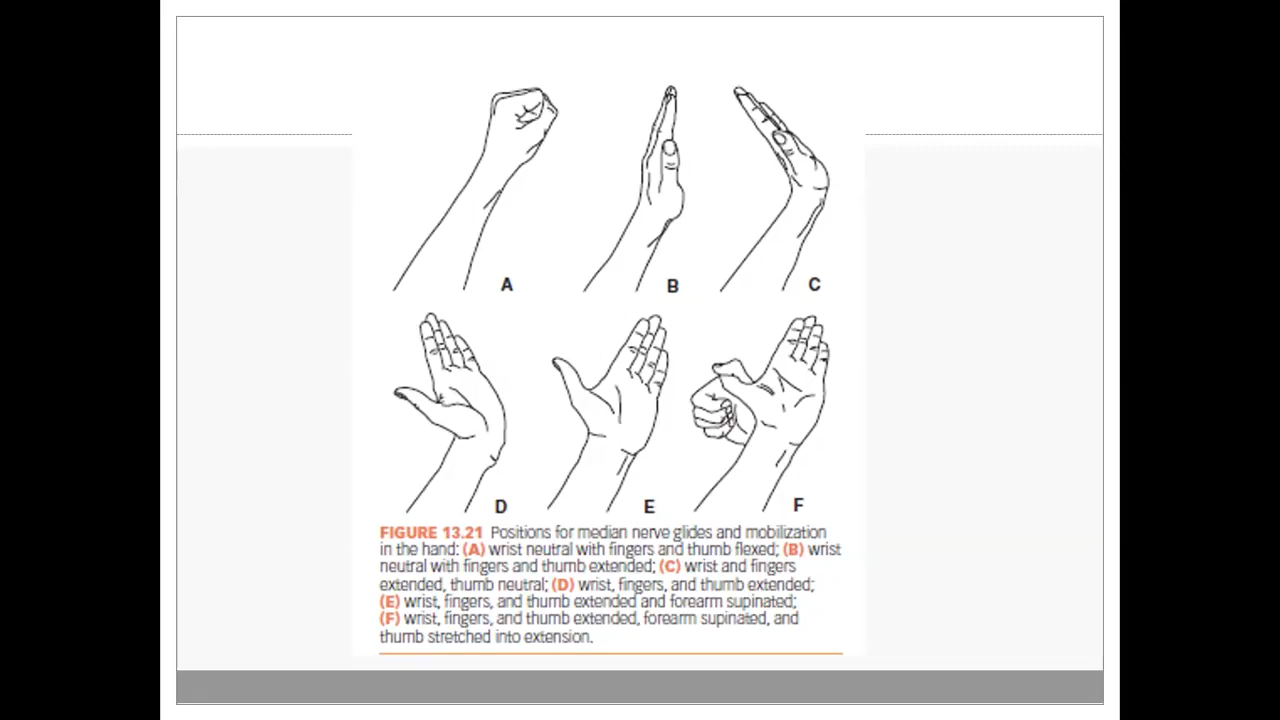 A
B
C
D
E
F
FIGURE 13.21 Positions for median nerve glides and mobilization
in the hand: (A) wrist neutral with fingers and thumb flexed; (B) wrist
neutral with fingers and thumb extended; (C) wrist and fingers
extended, thumb neutral; (D) wrist, fingers, and thumb extended;
(E) wrist, fingers, and thumb extended and forearm supinated;
(F) wrist, fingers, and thumb extended, forearm supinated, and
thumb stretched into extension.